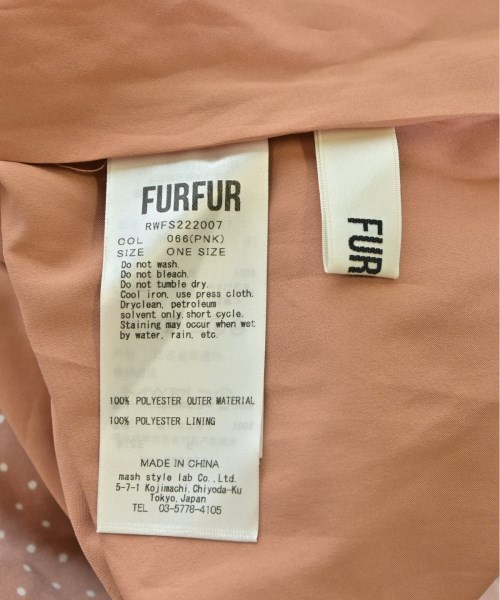 FURFUR
RWFS222007
COL 066(PNK)
SIZE ONE SIZE
Do not wash.
Do not bleach.
Do not tumble dry.
Cool iron, use press cloth.
Dryclean, petroleum
solvent only, short cycle.
Staining may occur when wet
by water, rain, etc.
100% POLYESTER OUTER MATERIAL
100% POLYESTER LINING
MADE IN CHINA
mash style lab Co., Ltd.
5-7-1 Kojimachi, Chiyoda-Ku
Tokyo, Japan
TEL 03-5778-4105
FUR